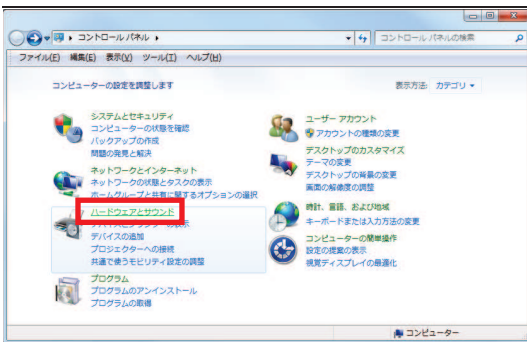 コントロール パネル
コントロール パネルの検索
ファイル(F) 編集(E) 表示(V) ツール(T) ヘルプ(H)
コンピューターの設定を調整します
表示方法: カテゴリ
システムとセキュリティ
コンピューターの状態を確認
バックアップの作成
問題の発見と解決
ネットワークとインターネット
ネットワークの状態とタスクの表示
ホームグループと共有に関するオプションの選択
ハードウェアとサウンド
デバイスとプリンターの表示
デバイスの追加
プロジェクターへの接続
共通で使うモビリティ設定の調整
プログラム
プログラムのアンインストール
プログラムの取得
ユーザー アカウント
アカウントの種類の変更
デスクトップのカスタマイズ
テーマの変更
デスクトップの背景の変更
画面の解像度の調整
時計、言語、および地域
キーボードまたは入力方法の変更
コンピューターの簡単操作
設定の提案の表示
視覚ディスプレイの最適化
コンピューター